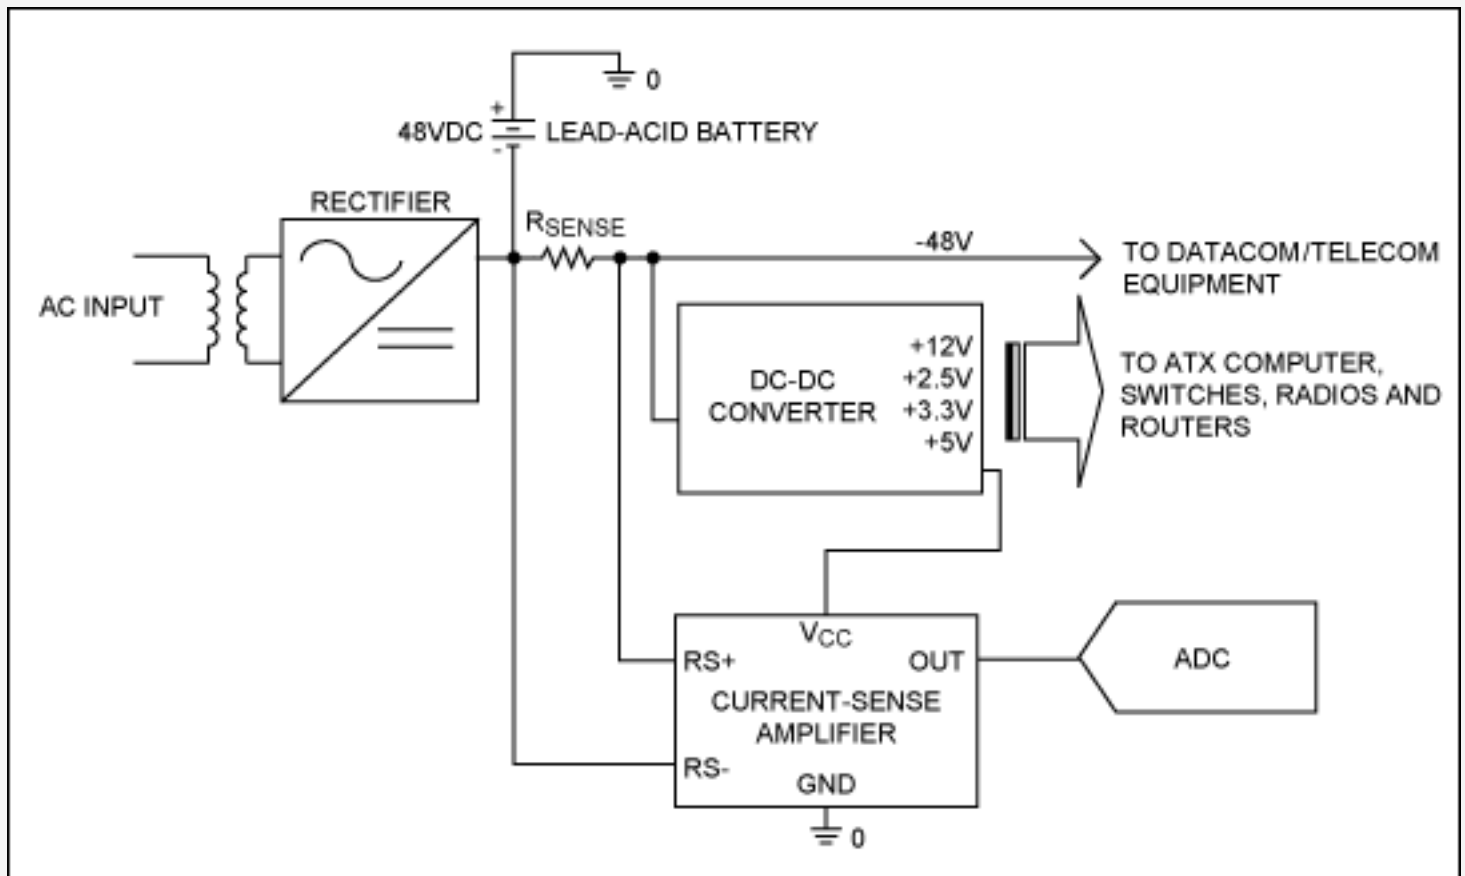 0
+
48VDC
-
LEAD-ACID BATTERY
RECTIFIER
RSENSE
-48V
TO DATACOM/TELECOM
EQUIPMENT
AC INPUT
DC-DC
CONVERTER
+12V
+2.5V
+3.3V
+5V
TO ATX COMPUTER,
SWITCHES, RADIOS AND
ROUTERS
VCC
RS+
OUT
CURRENT-SENSE
AMPLIFIER
RS-
GND
0
ADC